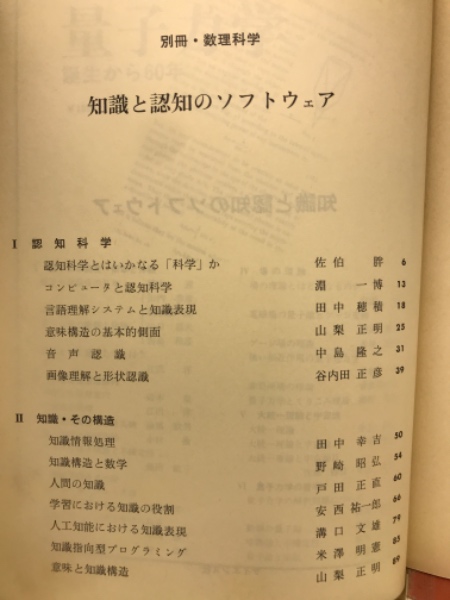 別冊・数理科学
知識と認知のソフトウェア
I 認知科学
認知科学とはいかなる「科学」か 佐伯 胖 6
コンピュータと認知科学 淵 一博 13
言語理解システムと知識表現 田中 穂積 18
意味構造の基本的側面 山梨 正明 25
音声認識 中島 隆之 31
画像理解と形状認識 谷内田 正彦 39
II 知識・その構造
知識情報処理 田中 幸吉 50
知識構造と数学 野崎 昭弘 54
人間の知識 戸田 正直 60
学習における知識の役割 安西 祐一郎 66
人工知能における知識表現 溝口 文雄 79
知識指向型プログラミング 米澤 明憲 85
意味と知識構造 山梨 正明 89